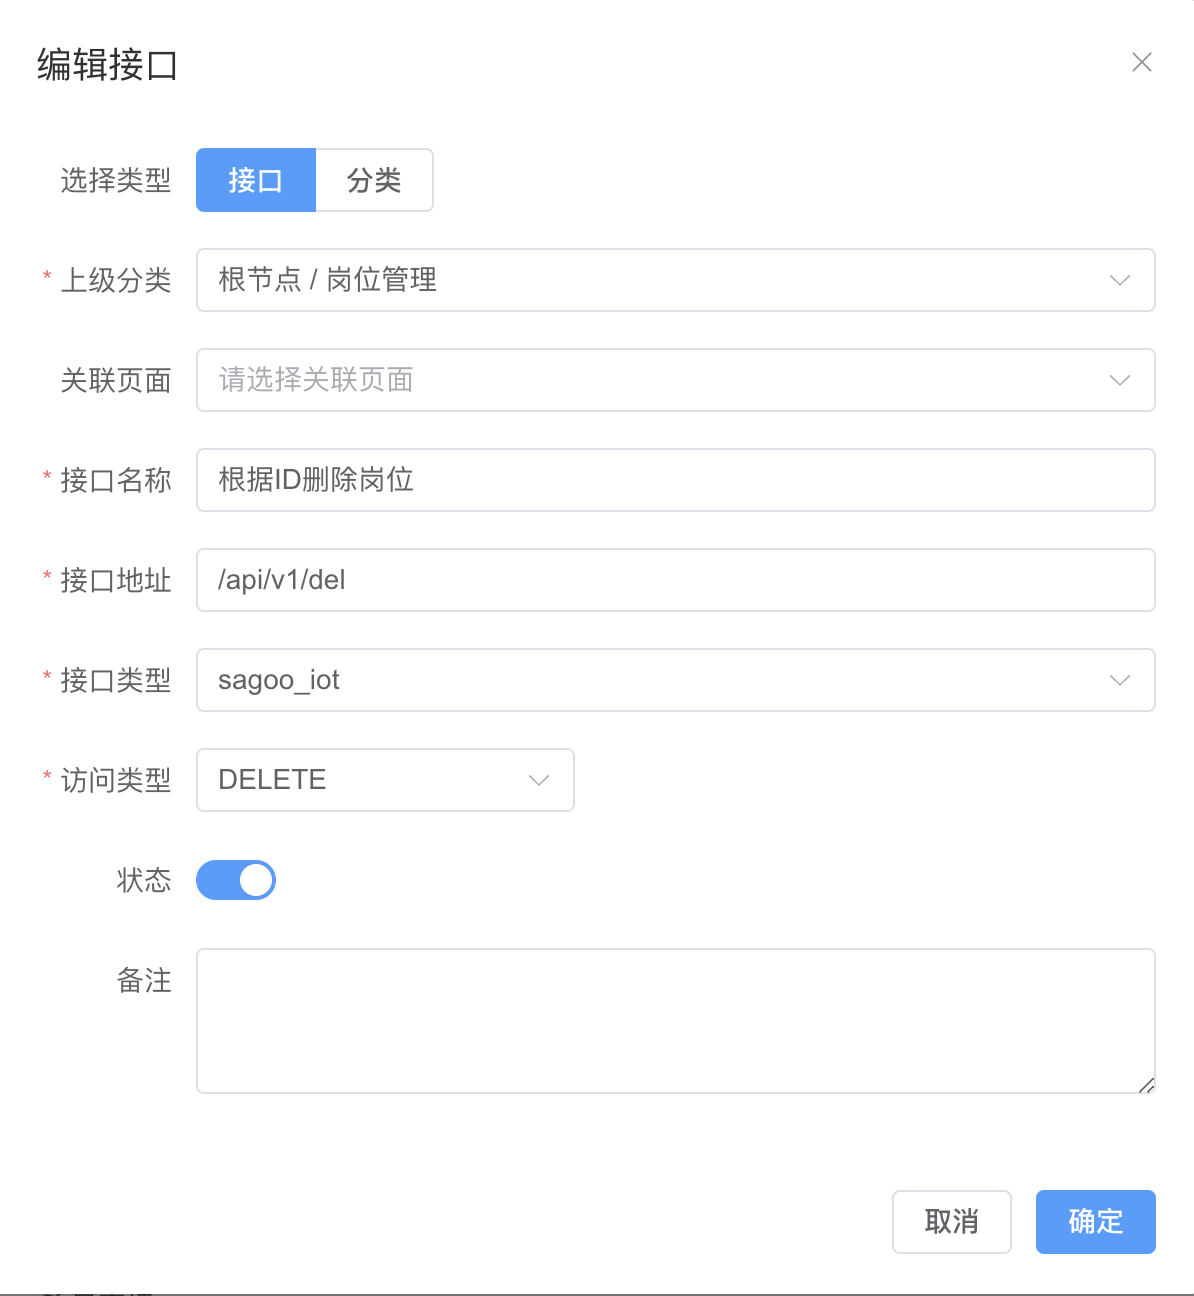 编辑接口
选择类型 接口 分类
* 上级分类 根节点 / 岗位管理
关联页面 请选择关联页面
* 接口名称 根据ID删除岗位
* 接口地址 /api/v1/del
* 接口类型 sagoo_iot
* 访问类型 DELETE
状态
备注
取消 确定